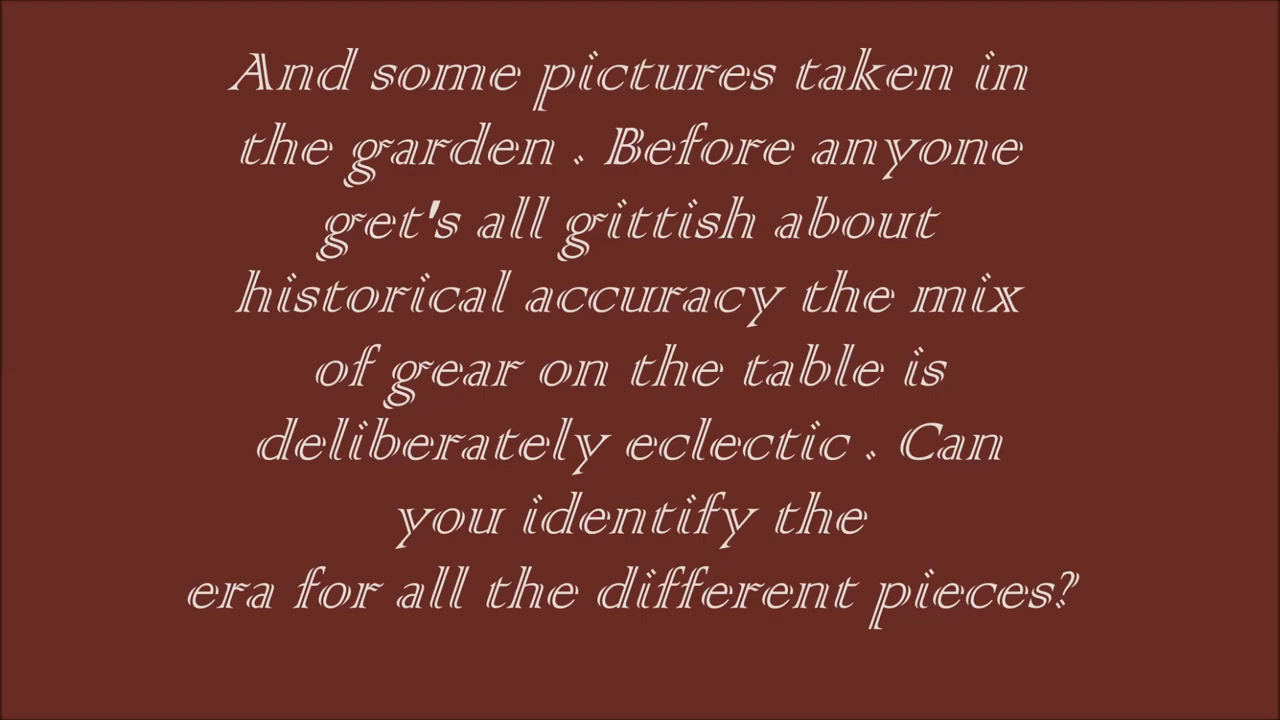 And some pictures taken in
the garden . Before anyone
get's all gittish about
historical accuracy the mix
of gear on the table is
deliberately eclectic . Can
you identify the
era for all the different pieces?